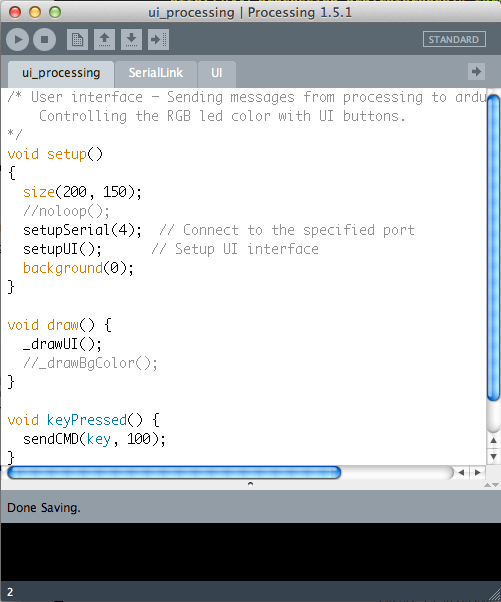 ui_processing | Processing 1.5.1
STANDARD
ui_processing SerialLink UI
/* User interface - Sending messages from processing to ardu
    Controlling the RGB led color with UI buttons.
*/
void setup()
{
  size(200, 150);
  //noloop();
  setupSerial(4);  // Connect to the specified port
  setupUI();      // Setup UI interface
  background(0);
}

void draw() {
  _drawUI();
  //_drawBgColor();
}

void keyPressed() {
  sendCMD(key, 100);
}
Done Saving.
2